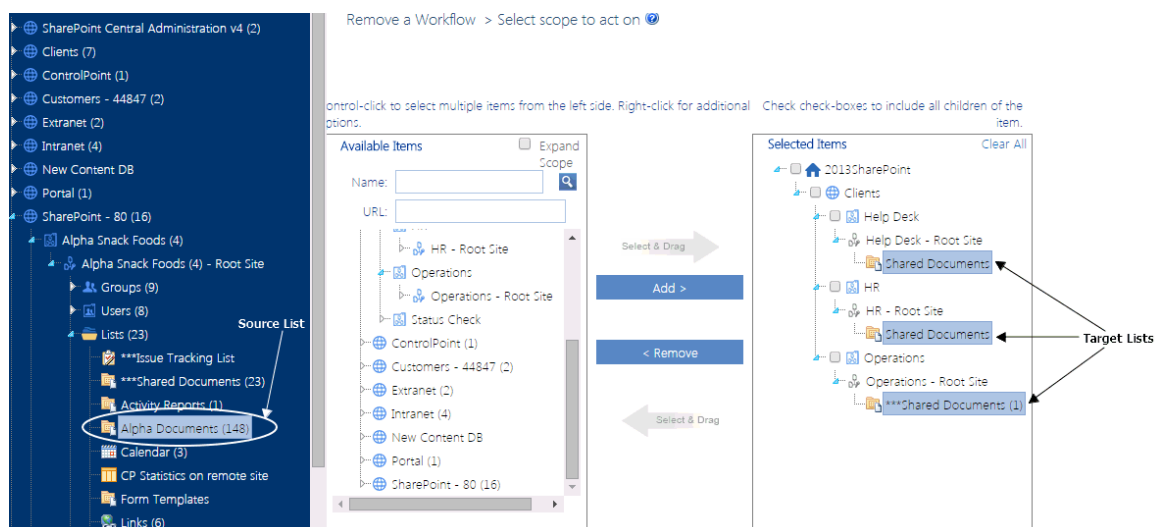 SharePoint Central Administration v4 (2)
Clients (7)
ControlPoint (1)
Customers - 44847 (2)
Extranet (2)
Intranet (4)
New Content DB
Portal (1)
SharePoint - 80 (16)
Alpha Snack Foods (4)
Alpha Snack Foods (4) - Root Site
Groups (9)
Users (8)
Lists (23)
Source List
***Issue Tracking List
***Shared Documents (23)
Activity Reports (1)
Alpha Documents (148)
Calendar (3)
CP Statistics on remote site
Form Templates
Links (6)
Remove a Workflow > Select scope to act on
ontrol-click to select multiple items from the left side. Right-click for additional
ptions.
Available Items
Expand
Scope
Name:
URL:
HR - Root Site
Operations
Operations - Root Site
Status Check
ControlPoint (1)
Customers - 44847 (2)
Extranet (2)
Intranet (4)
New Content DB
Portal (1)
SharePoint - 80 (16)
Select & Drag
Add >
< Remove
Select & Drag
Check check-boxes to include all children of the
item.
Selected Items
Clear All
2013SharePoint
Clients
Help Desk
Help Desk - Root Site
Shared Documents
HR
HR - Root Site
Shared Documents
Operations
Operations - Root Site
***Shared Documents (1)
Target Lists